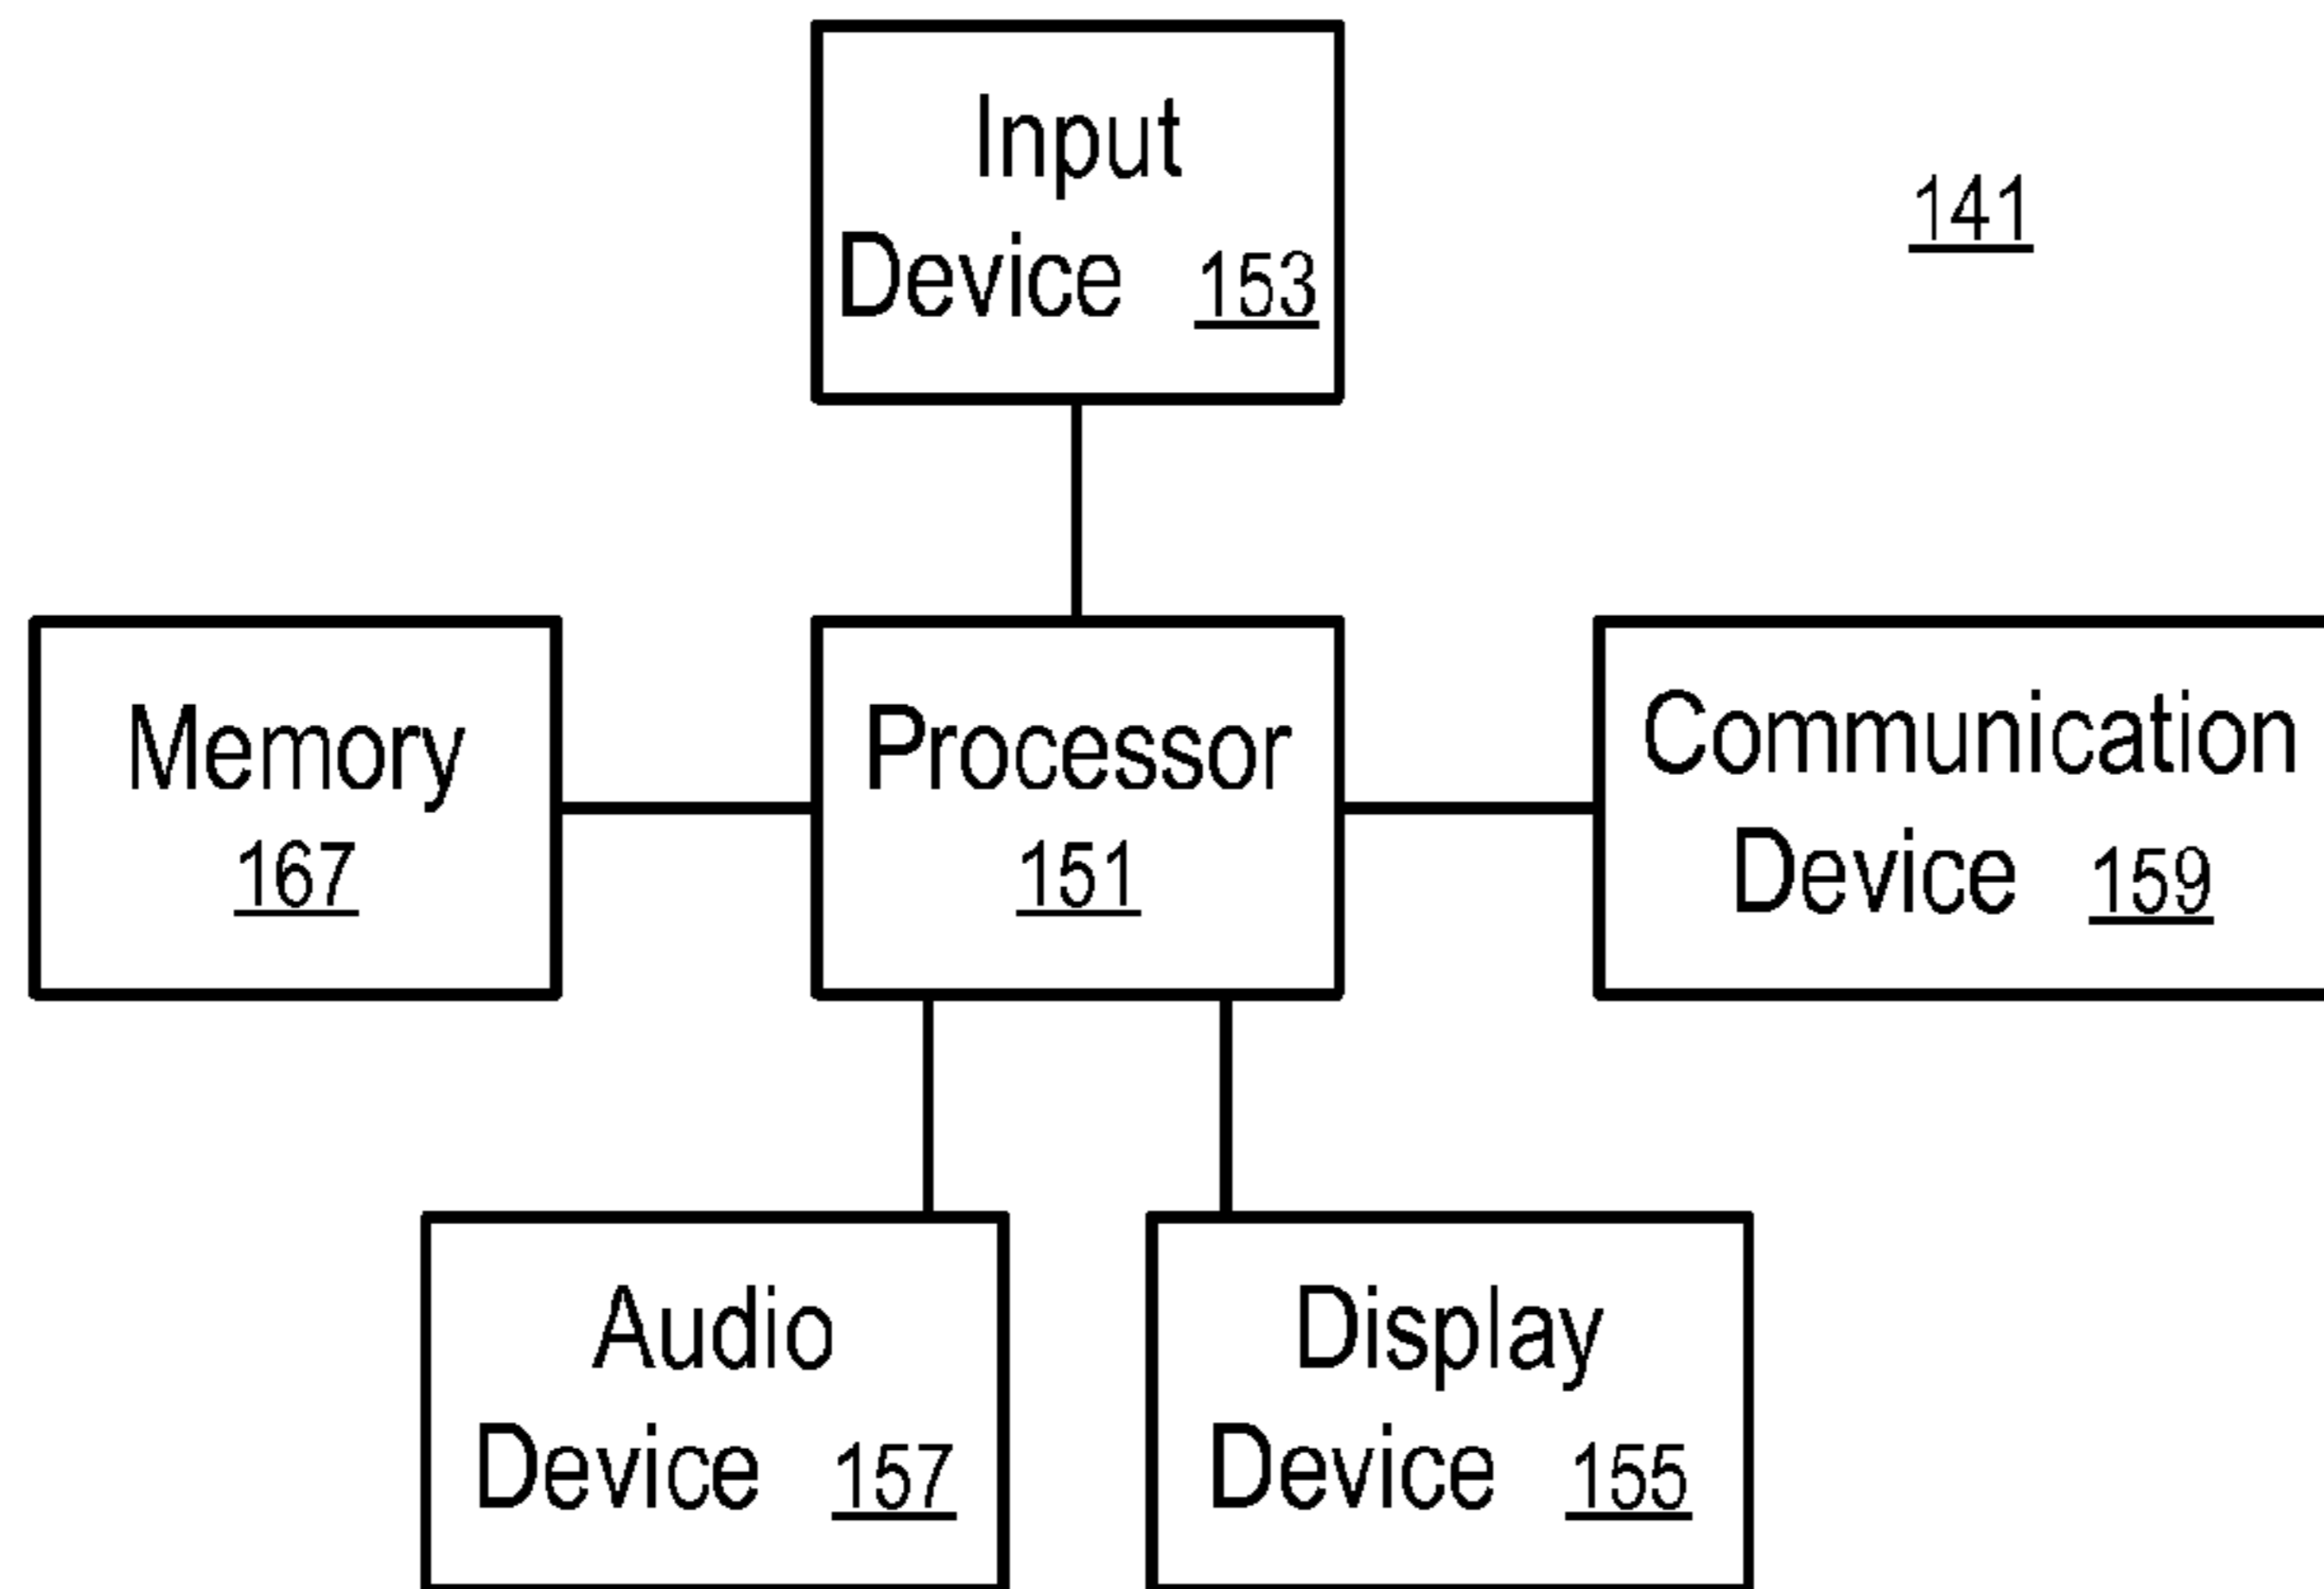 Input
Device 153
141
Memory
167
Processor
151
Communication
Device 159
Audio
Device 157
Display
Device 155